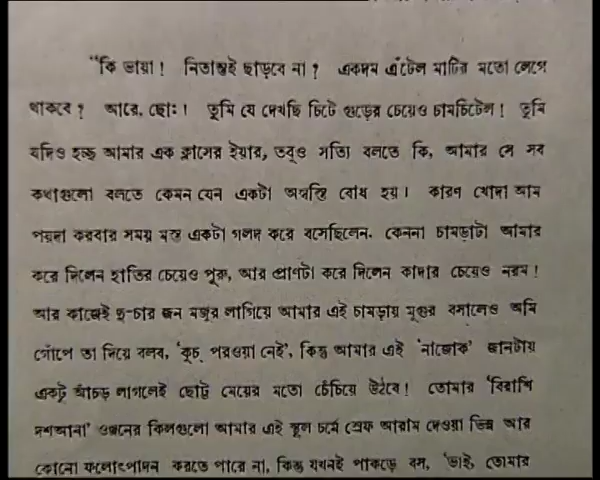 “কি ভায়া! নিতান্তই ছাড়বে না? একদম এঁটেল মাটির মতো লেগে
থাকবে? আরে, ছোঃ! তুমি যে দেখছি চিটে গুড়ের চেয়েও চামচিটেল! তুমি
যদিও হচ্ছ আমার এক ক্লাসের ইয়ার, তবুও সত্যি বলতে কি, আমার সে সব
কথাগুলো বলতে কেমন যেন একটা অস্বস্তি বোধ হয়। কারণ খোদা আমায়
পয়দা করবার সময় মস্ত একটা গলদ করে বসেছিলেন, কেননা চামড়াটা আমার
করে দিলেন হাতির চেয়েও পুরু, আর প্রাণটা করে দিলেন কাদার চেয়েও নরম!
আর কাজেই দু-চার জন মজুর লাগিয়ে আমার এই চামড়ায় মুগুর বসালেও আমি
গোঁপে তা দিয়ে বলব, ‘কুচ পরওয়া নেই’, কিন্তু আমার এই ‘নাজোক’ জানটায়
একটু আঁচড় লাগলেই ছোট্ট মেয়ের মতো চেঁচিয়ে উঠবে! তোমার ‘বিরাশি
দশআনা’ ওজনের কিলগুলো আমার এই স্থূল চর্মে স্রেফ আরাম দেওয়া ভিন্ন আর
কোনো ফলোৎপাদন করতে পারে না, কিন্তু যখনই পাকড়ে বস, ‘ভাই, তোমার